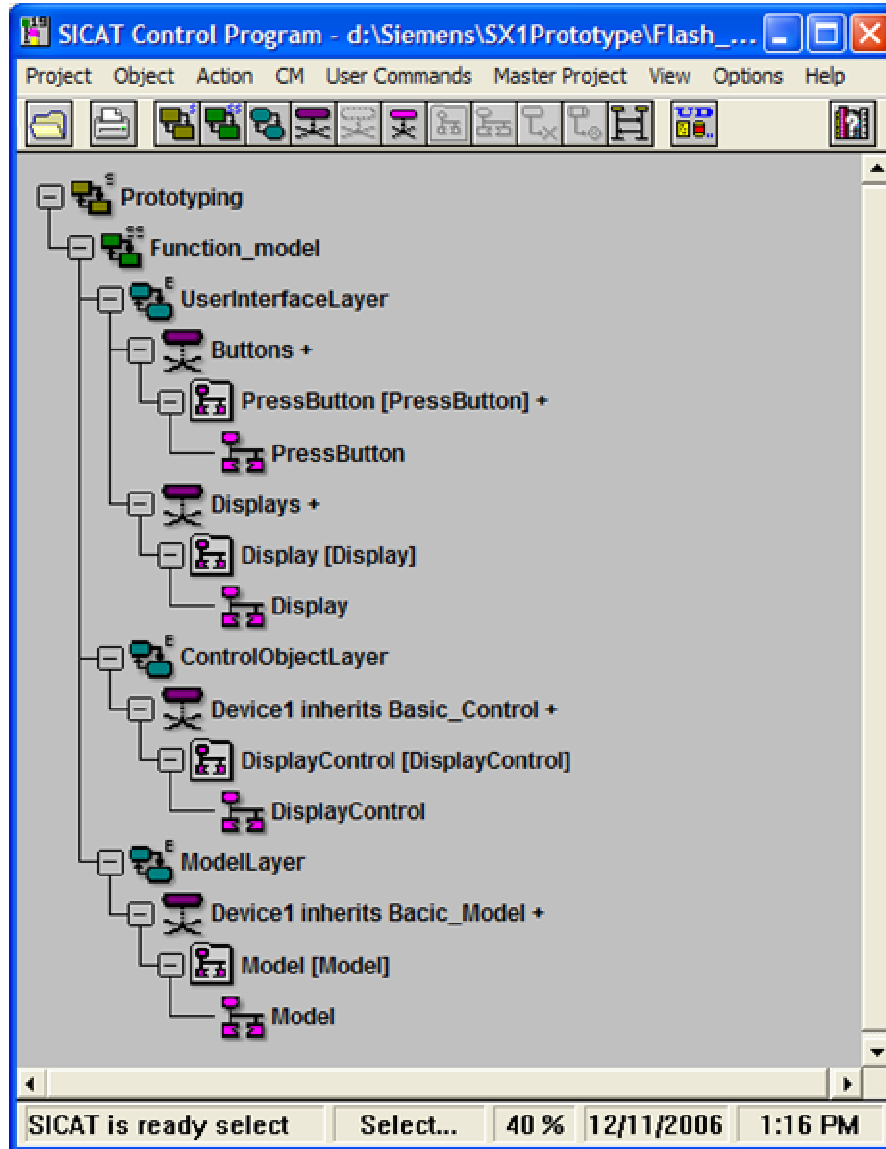 SICAT Control Program - d:\Siemens\SX1Prototype\Flash_...
Project Object Action CM User Commands Master Project View Options Help
Prototyping
Function_model
E
UserInterfaceLayer
Buttons +
PressButton [PressButton] +
PressButton
Displays +
Display [Display]
Display
E
ControlObjectLayer
Device1 inherits Basic_Control +
DisplayControl [DisplayControl]
DisplayControl
E
ModelLayer
Device1 inherits Bacic_Model +
Model [Model]
Model
SICAT is ready select Select... 40 % 12/11/2006 1:16 PM